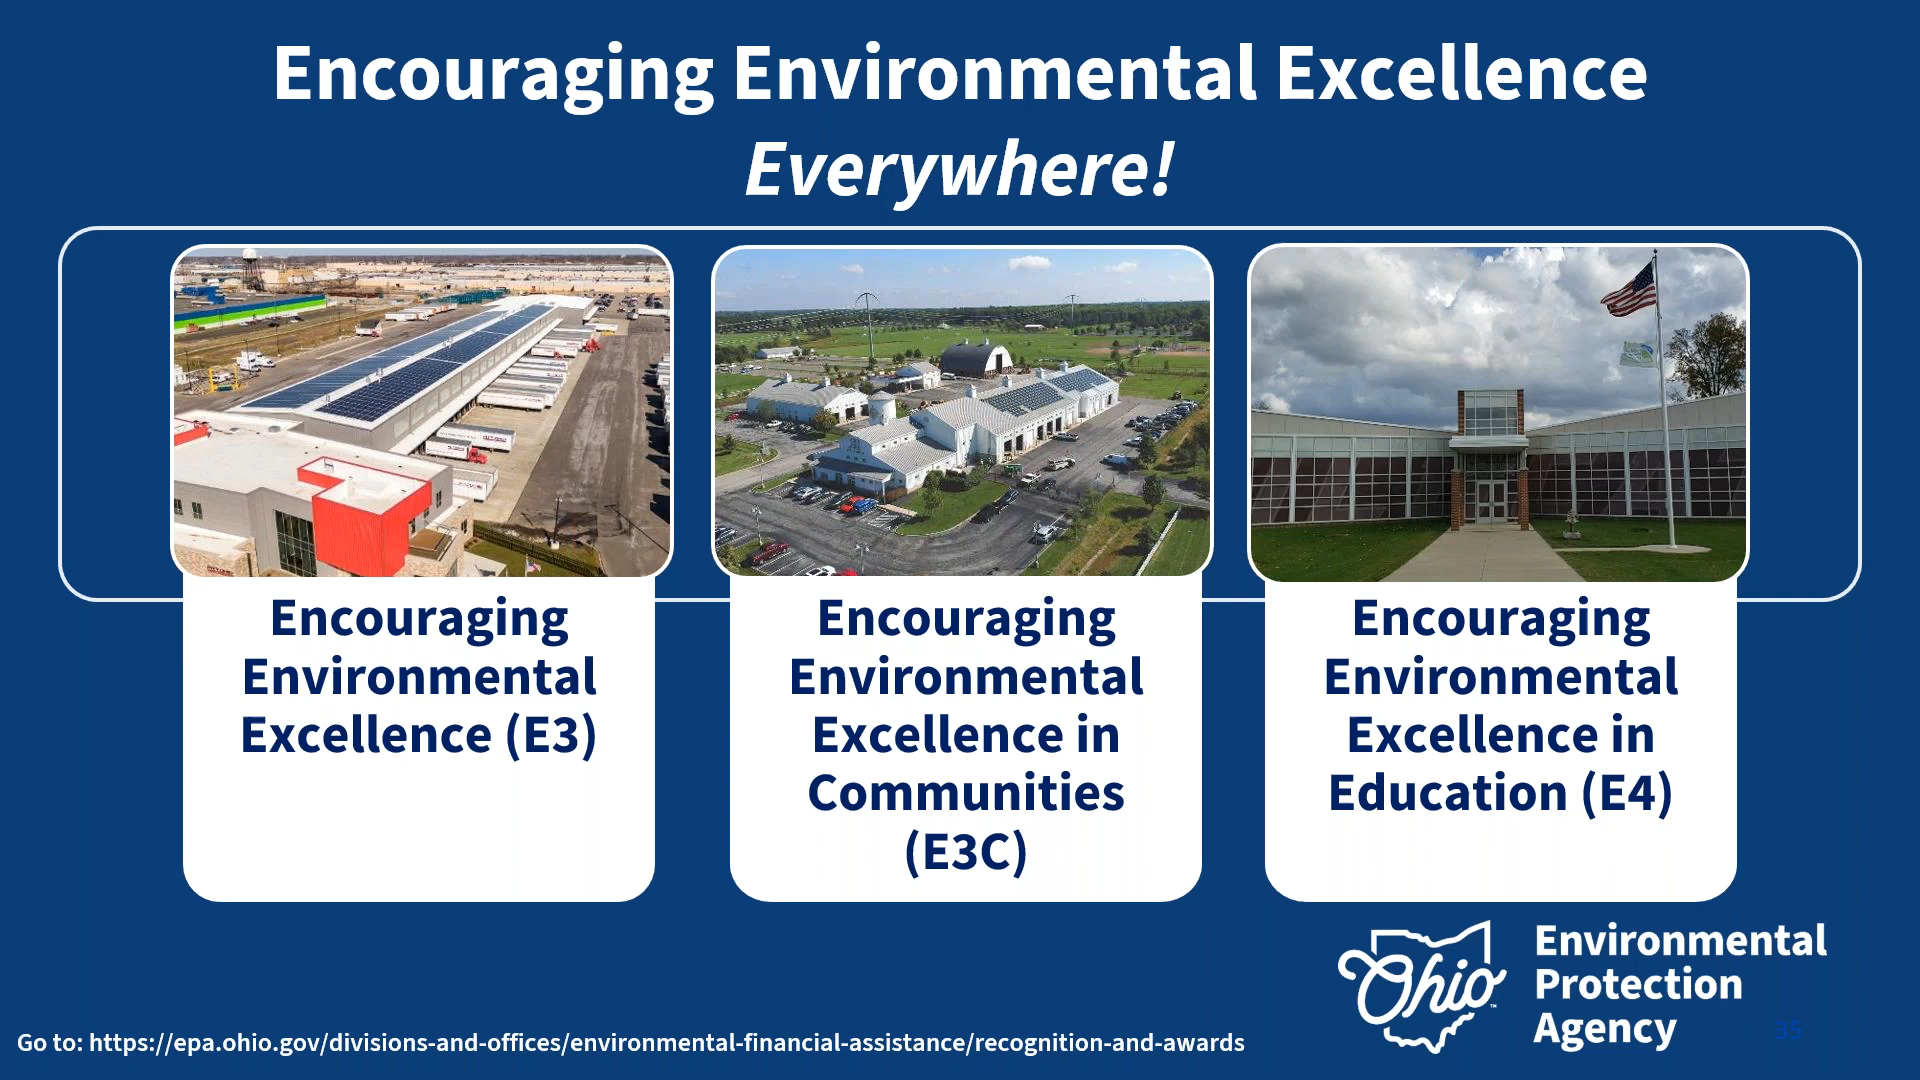 Encouraging Environmental Excellence
Everywhere!
Encouraging
Environmental
Excellence (E3)
Encouraging
Environmental
Excellence in
Communities
(E3C)
Encouraging
Environmental
Excellence in
Education (E4)
Ohio
™
Environmental
Protection
Agency
35
Go to: https://epa.ohio.gov/divisions-and-offices/environmental-financial-assistance/recognition-and-awards